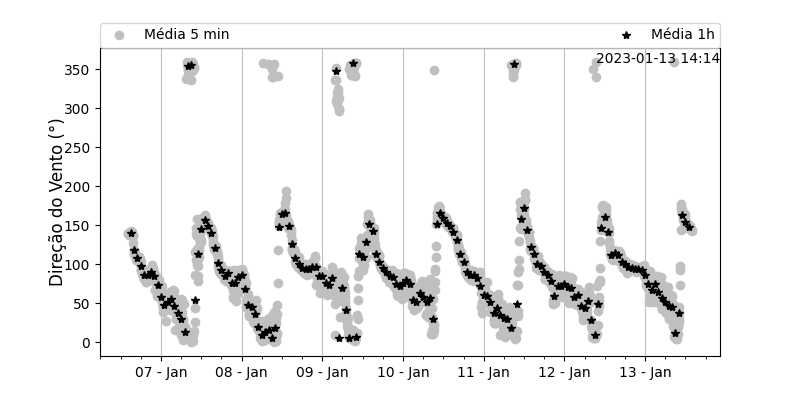 Média 5 min
Média 1h
2023-01-13 14:14
Direção do Vento (°)
350
300
250
200
150
100
50
0
07 - Jan
08 - Jan
09 - Jan
10 - Jan
11 - Jan
12 - Jan
13 - Jan